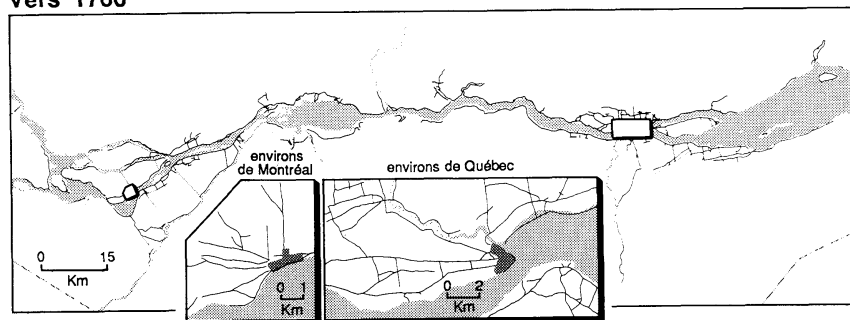 Vers 1760
environs
de Montréal
environs de Québec
0 15
Km
0 1
Km
0 2
Km